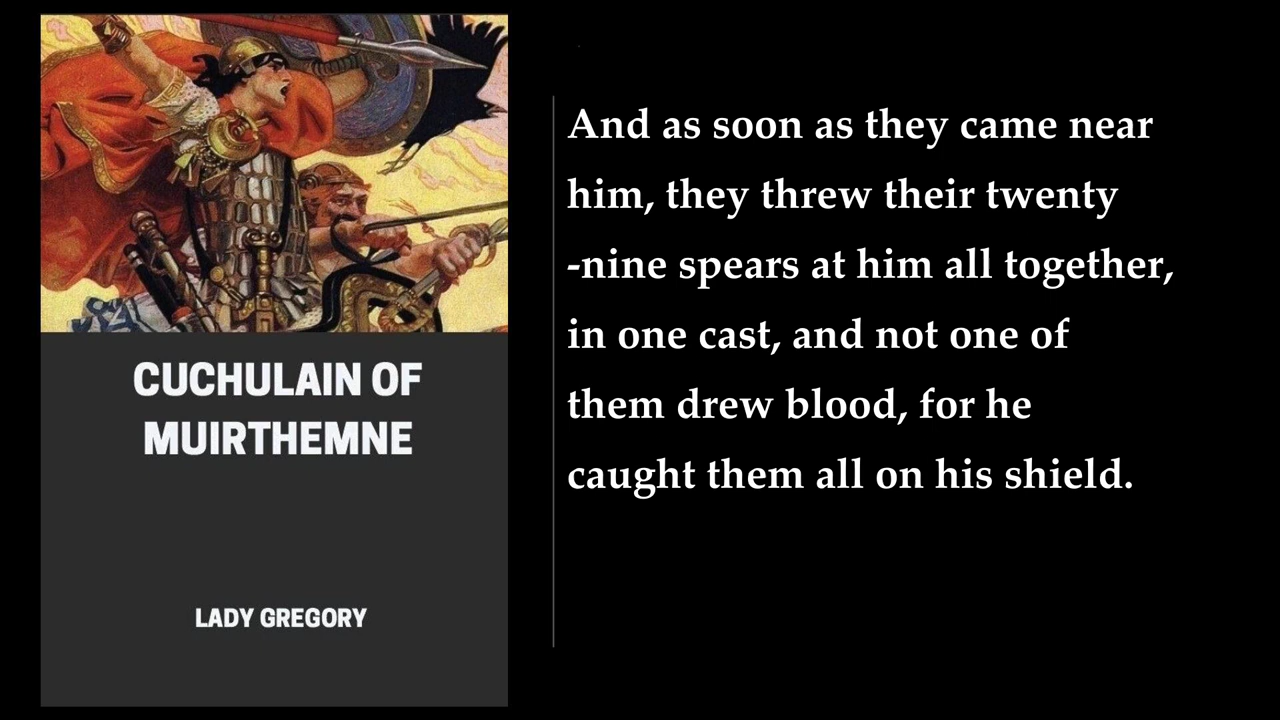 CUCHULAIN OF
MUIRTHEMNE
LADY GREGORY
And as soon as they came near
him, they threw their twenty
-nine spears at him all together,
in one cast, and not one of
them drew blood, for he
caught them all on his shield.